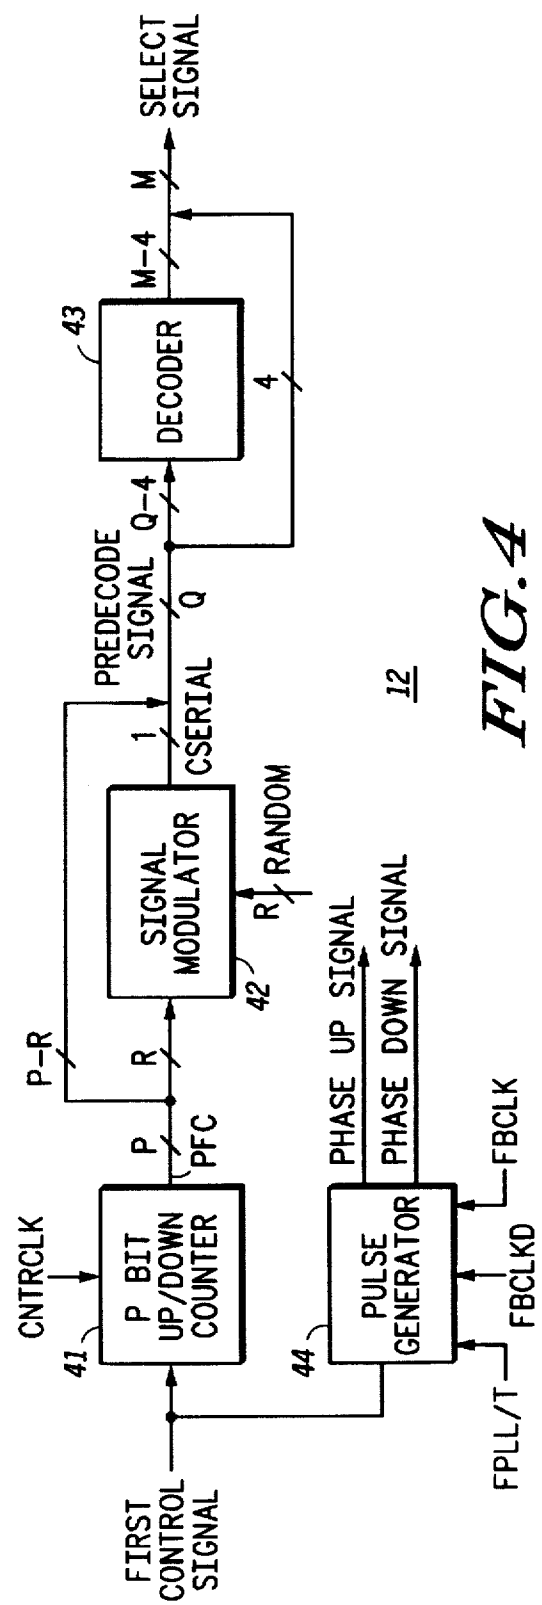 FIRST
CONTROL
SIGNAL
CNTRCLK
41
P BIT
UP/DOWN
COUNTER
P
PFC
P-R
R
SIGNAL
MODULATOR
42
R
RANDOM
1
CSERIAL
PREDECODE
SIGNAL
Q
Q-4
43
DECODER
4
M-4
M
SELECT
SIGNAL
44
PULSE
GENERATOR
FPLL/T
FBCLKD
FBCLK
PHASE UP SIGNAL
PHASE DOWN SIGNAL
12
FIG.4